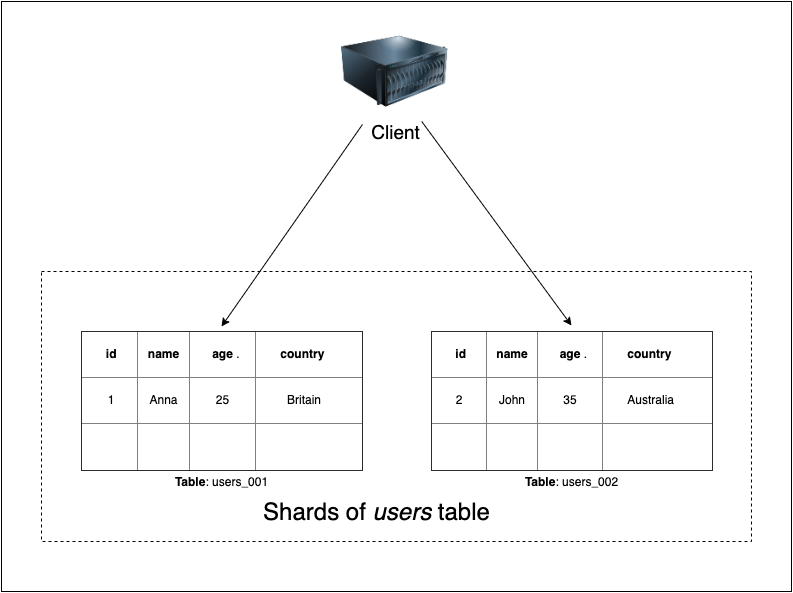 Client
id name age . country
1 Anna 25 Britain
Table: users_001
id name age . country
2 John 35 Australia
Table: users_002
Shards of users table